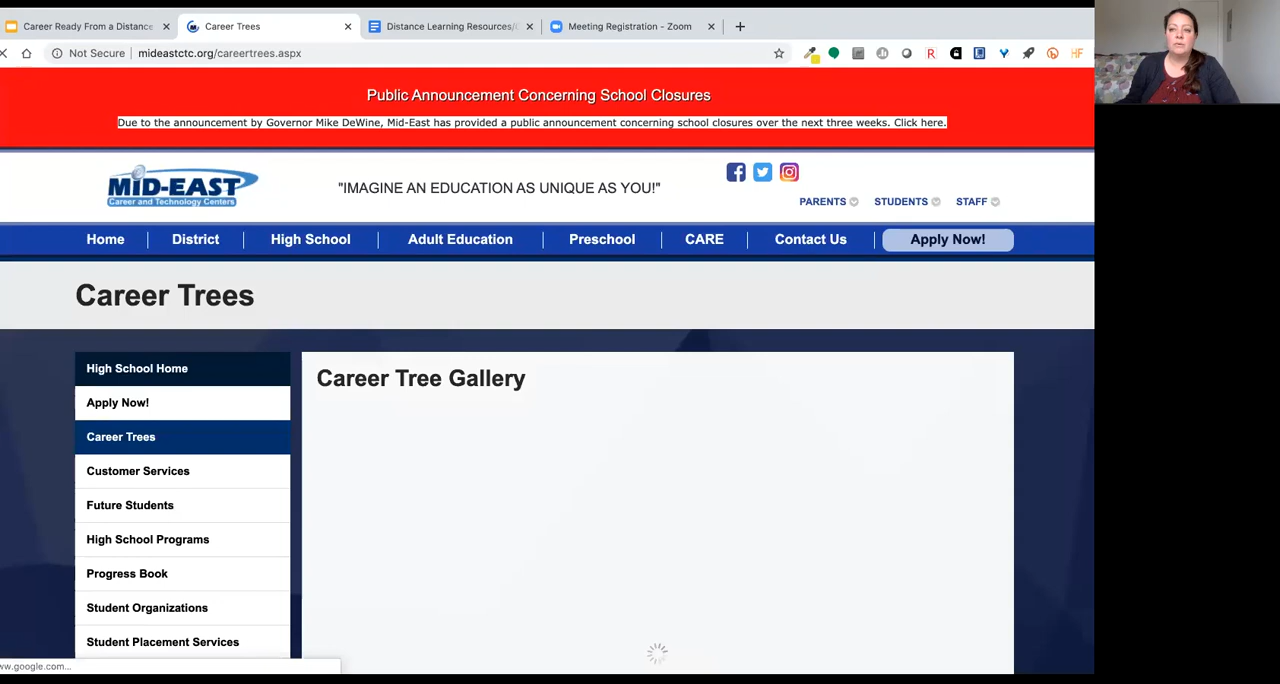 Career Ready From a Distance
Career Trees
Distance Learning Resources/
Meeting Registration - Zoom
Not Secure
mideastctc.org/careertrees.aspx
R
HF
Public Announcement Concerning School Closures
Due to the announcement by Governor Mike DeWine, Mid-East has provided a public announcement concerning school closures over the next three weeks. Click here.
MID-EAST
Career and Technology Centers
"IMAGINE AN EDUCATION AS UNIQUE AS YOU!"
PARENTS
STUDENTS
STAFF
Home
District
High School
Adult Education
Preschool
CARE
Contact Us
Apply Now!
Career Trees
High School Home
Apply Now!
Career Trees
Customer Services
Future Students
High School Programs
Progress Book
Student Organizations
Student Placement Services
Career Tree Gallery
ww.google.com...